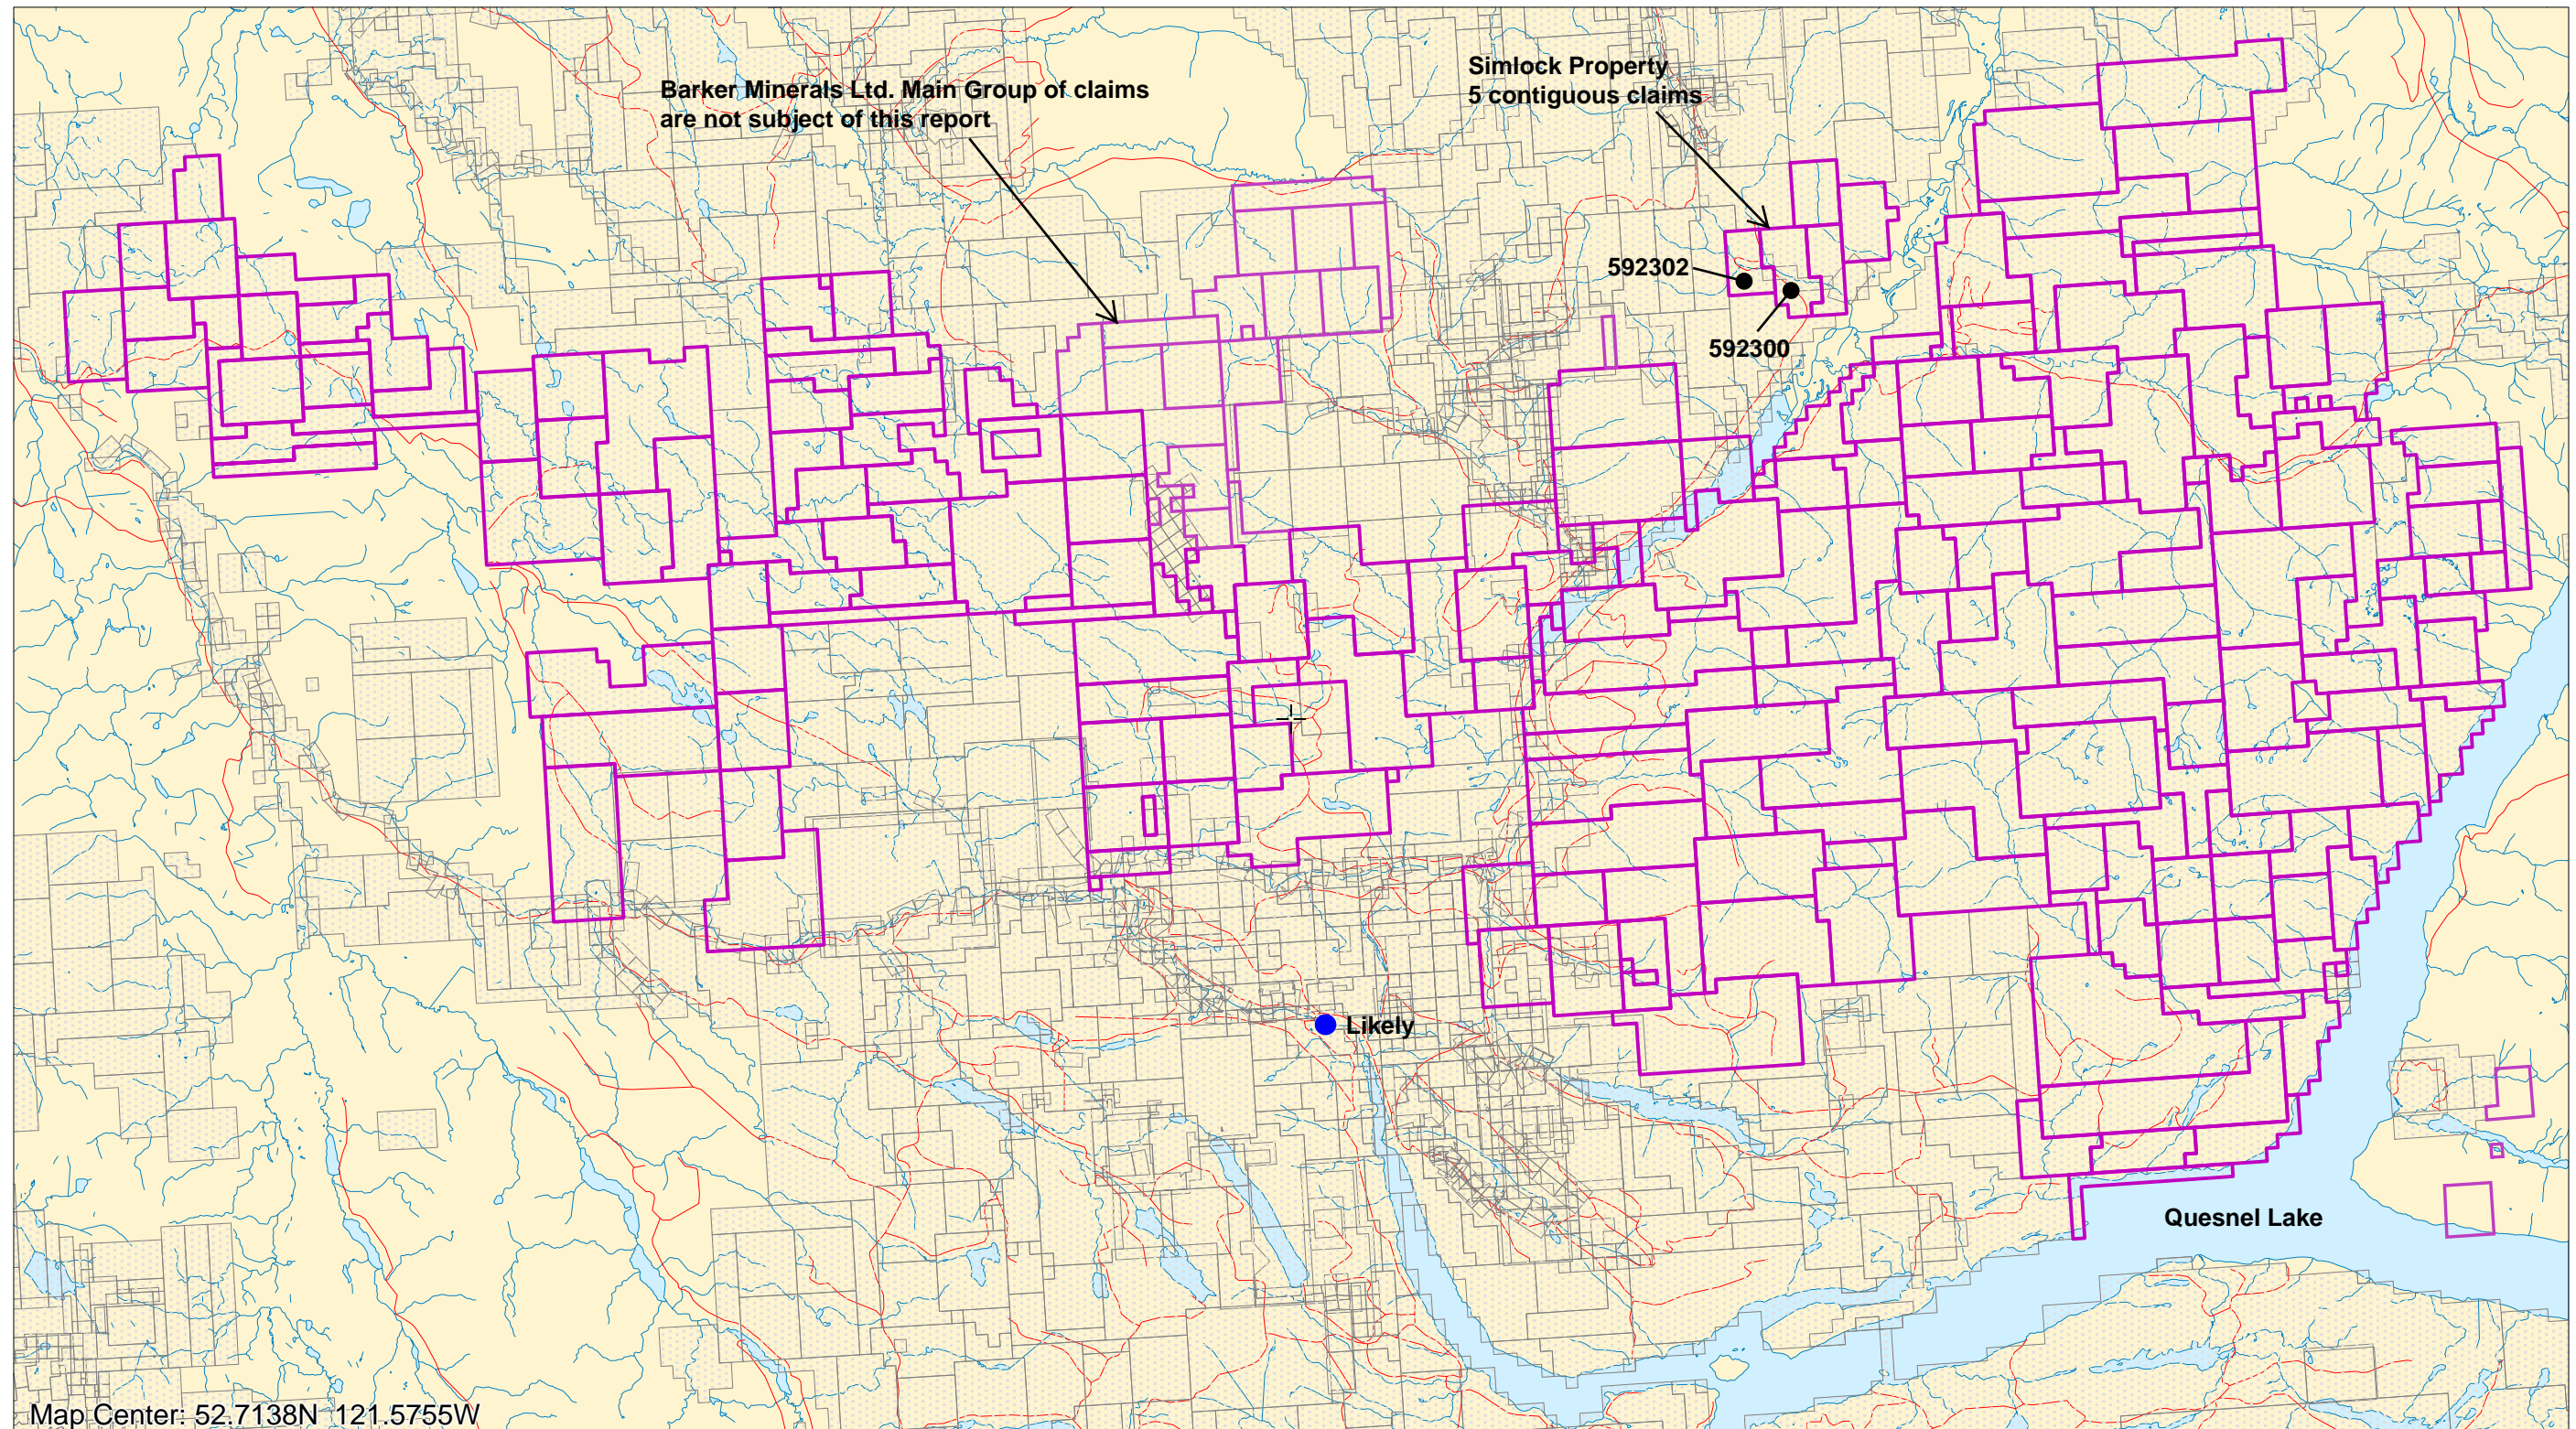 Barker Minerals Ltd. Main Group of claims
are not subject of this report
Simlock Property
5 contiguous claims
592302
592300
Likely
Quesnel Lake
Map Center: 52.7138N 121.5755W